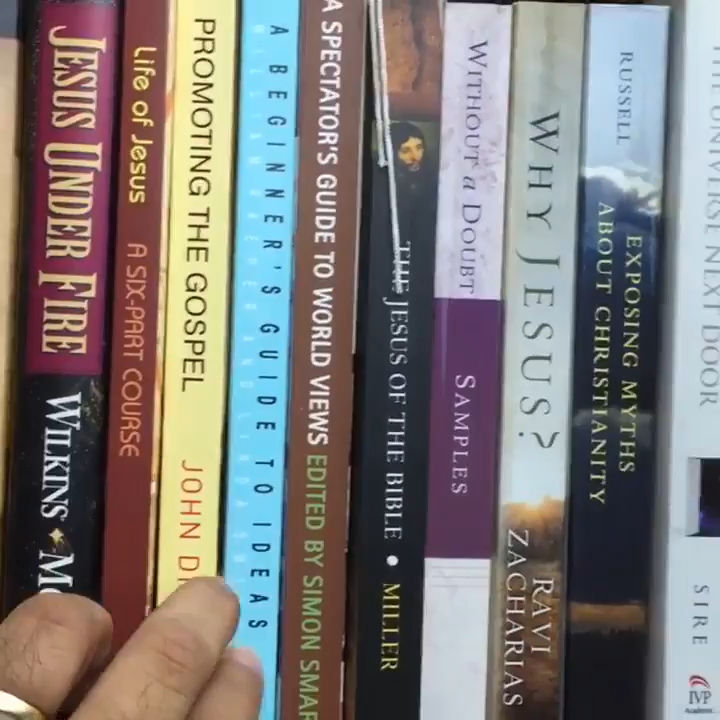 JESUS UNDER FIRE
WILKINS
Life of Jesus
A SIX-PART COURSE
PROMOTING THE GOSPEL
JOHN
A BEGINNER'S GUIDE TO IDEAS
A SPECTATOR'S GUIDE TO WORLD VIEWS EDITED BY SIMON
THE JESUS OF THE BIBLE • MILLER
WITHOUT a DOUBT
SAMPLES
WHY JESUS?
RAVI
ZACHARIAS
RUSSELL
EXPOSING MYTHS
ABOUT CHRISTIANITY
THE UNIVERSE NEXT DOOR
SIRE
IVP
Academic